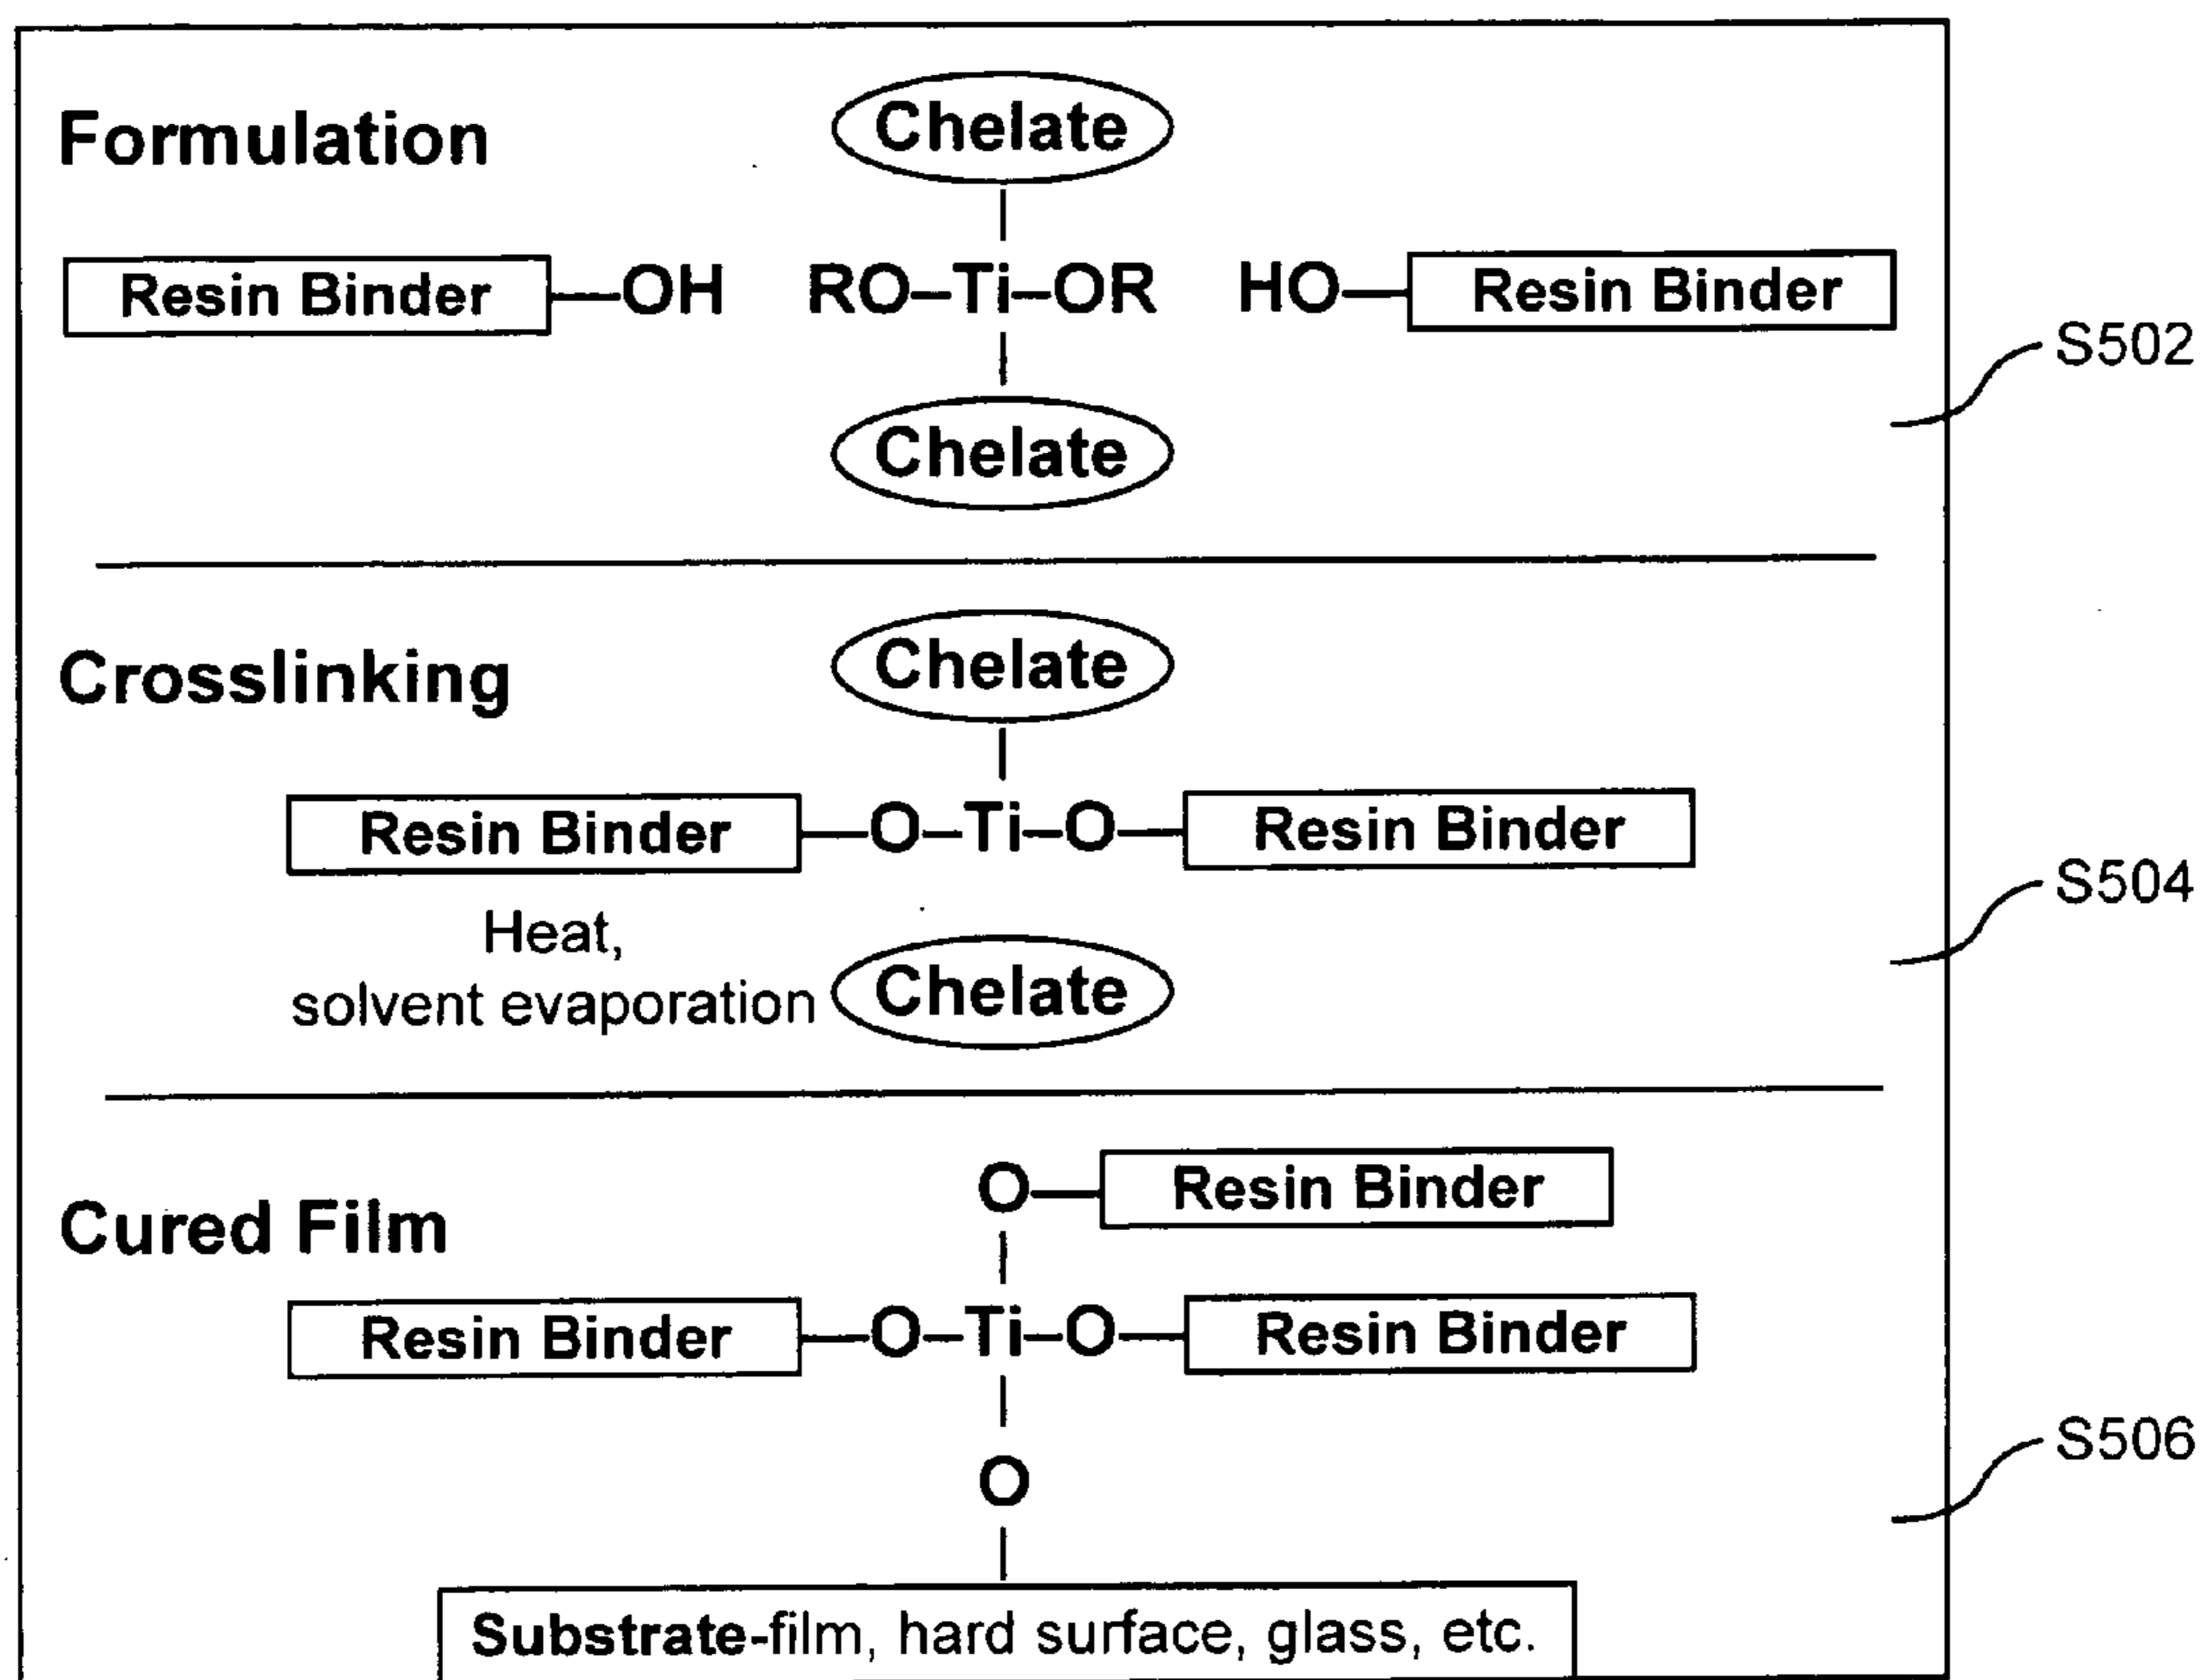 Formulation
Chelate
Resin Binder—OH RO–Ti–OR HO—Resin Binder
S502
Chelate
Crosslinking
Chelate
Resin Binder—O–Ti–O—Resin Binder
S504
Heat,
solvent evaporation
Chelate
Cured Film
O—Resin Binder
Resin Binder—O–Ti–O—Resin Binder
S506
O
Substrate-film, hard surface, glass, etc.